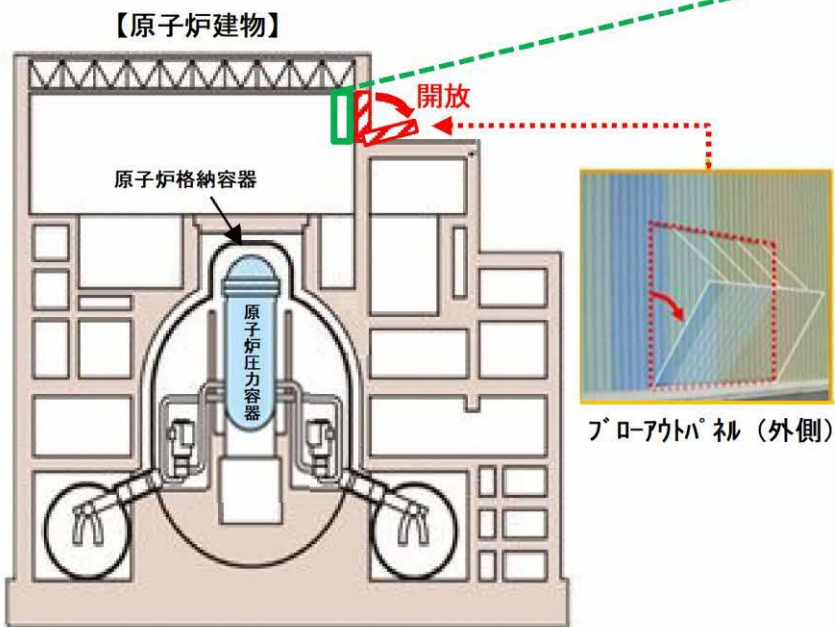 【原子炉建物】
開放
原子炉格納容器
原子炉圧力容器
ﾌﾞﾛｰｱｳﾄﾊﾟﾈﾙ（外側）